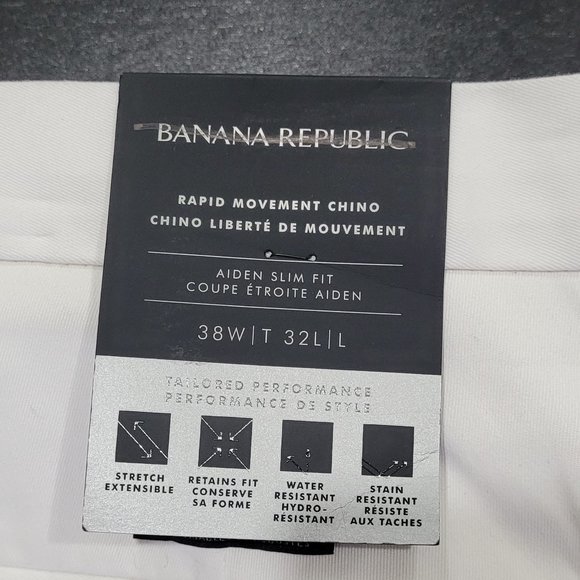 BANANA REPUBLIC
RAPID MOVEMENT CHINO
CHINO LIBERTÉ DE MOUVEMENT
AIDEN SLIM FIT
COUPE ÉTROITE AIDEN
38W|T 32L|L
TAILORED PERFORMANCE
PERFORMANCE DE STYLE
STRETCH
EXTENSIBLE
RETAINS FIT
CONSERVE
SA FORME
WATER
RESISTANT
HYDRO-
RÉSISTANT
STAIN
RESISTANT
RÉSISTE
AUX TACHES